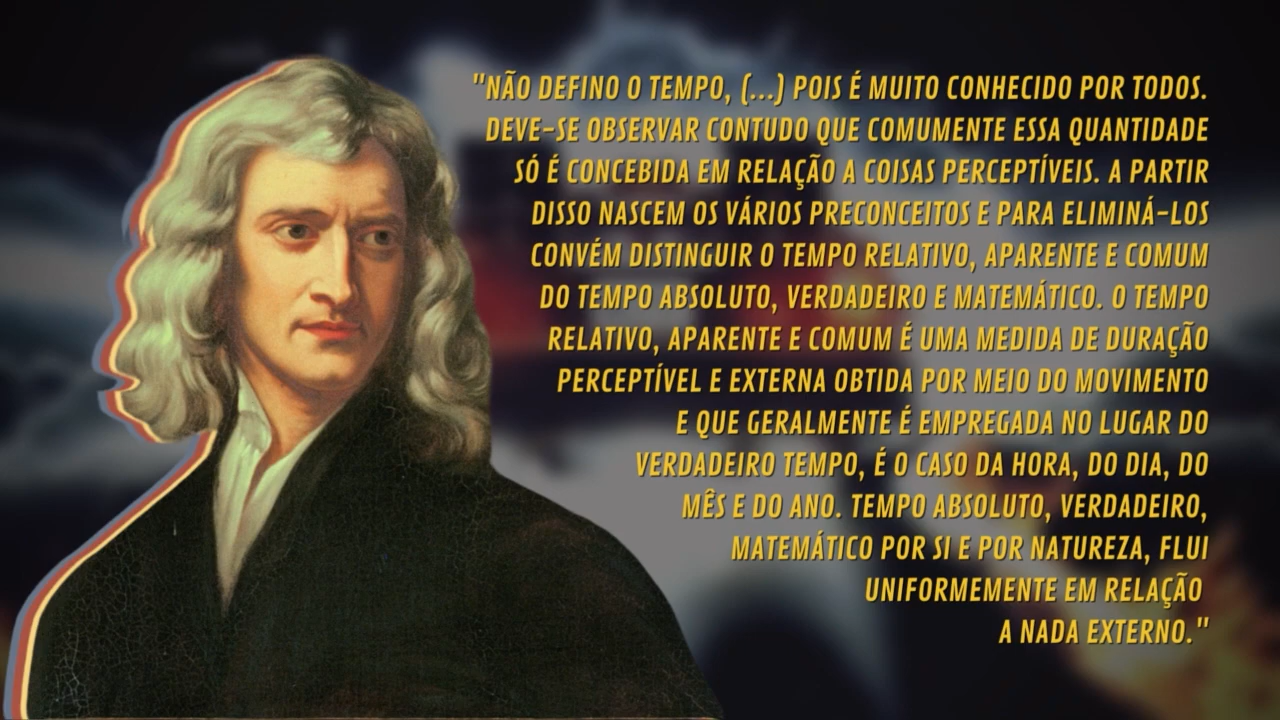 "NÃO DEFINO O TEMPO, (...) POIS É MUITO CONHECIDO POR TODOS.
DEVE-SE OBSERVAR CONTUDO QUE COMUMENTE ESSA QUANTIDADE
SÓ É CONCEBIDA EM RELAÇÃO A COISAS PERCEPTÍVEIS. A PARTIR
DISSO NASCEM OS VÁRIOS PRECONCEITOS E PARA ELIMINÁ-LOS
CONVÉM DISTINGUIR O TEMPO RELATIVO, APARENTE E COMUM
DO TEMPO ABSOLUTO, VERDADEIRO E MATEMÁTICO. O TEMPO
RELATIVO, APARENTE E COMUM É UMA MEDIDA DE DURAÇÃO
PERCEPTÍVEL E EXTERNA OBTIDA POR MEIO DO MOVIMENTO
E QUE GERALMENTE É EMPREGADA NO LUGAR DO
VERDADEIRO TEMPO, É O CASO DA HORA, DO DIA, DO
MÊS E DO ANO. TEMPO ABSOLUTO, VERDADEIRO,
MATEMÁTICO POR SI E POR NATUREZA, FLUI
UNIFORMEMENTE EM RELAÇÃO
A NADA EXTERNO."